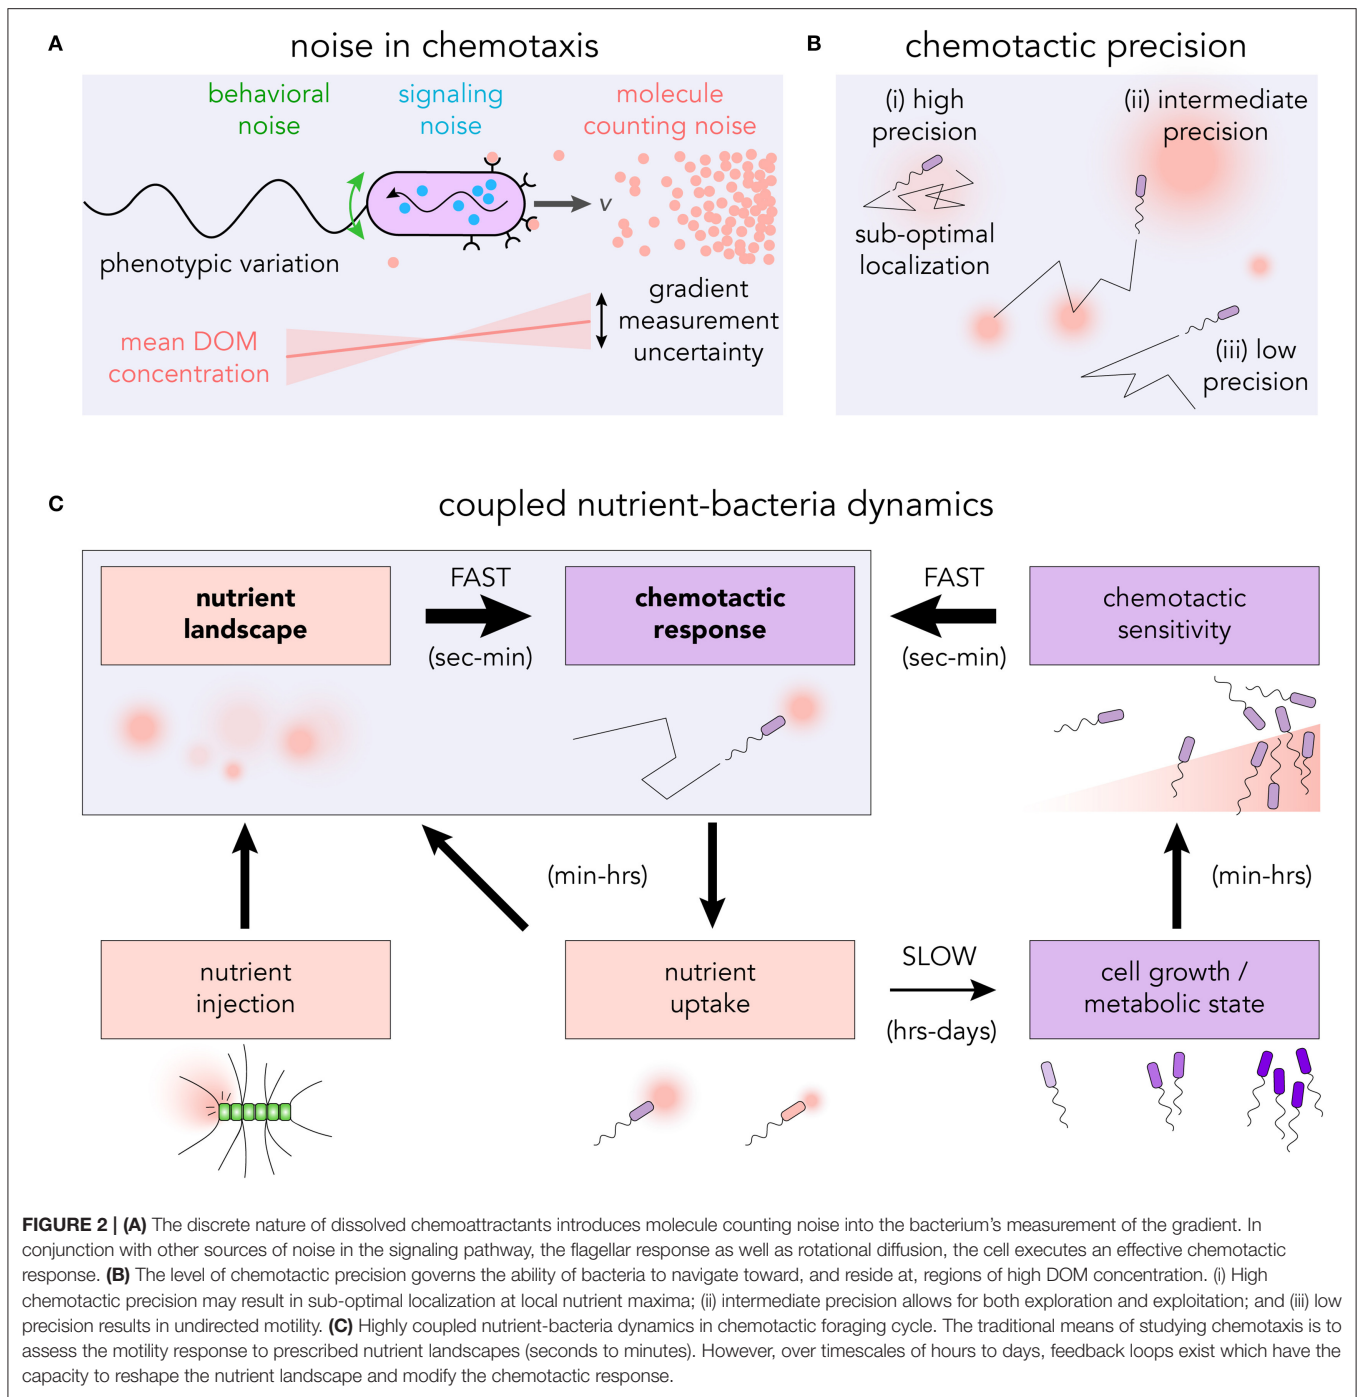 A
noise in chemotaxis
behavioral
noise
signaling
noise
molecule
counting noise
v
phenotypic variation
mean DOM
concentration
gradient
measurement
uncertainty
B
chemotactic precision
(i) high
precision
sub-optimal
localization
(ii) intermediate
precision
(iii) low
precision
C
coupled nutrient-bacteria dynamics
nutrient
landscape
FAST
(sec-min)
chemotactic
response
FAST
(sec-min)
chemotactic
sensitivity
(min-hrs)
(min-hrs)
nutrient
injection
nutrient
uptake
SLOW
(hrs-days)
cell growth /
metabolic state
FIGURE 2 | (A) The discrete nature of dissolved chemoattractants introduces molecule counting noise into the bacterium's measurement of the gradient. In
conjunction with other sources of noise in the signaling pathway, the flagellar response as well as rotational diffusion, the cell executes an effective chemotactic
response. (B) The level of chemotactic precision governs the ability of bacteria to navigate toward, and reside at, regions of high DOM concentration. (i) High
chemotactic precision may result in sub-optimal localization at local nutrient maxima; (ii) intermediate precision allows for both exploration and exploitation; and (iii) low
precision results in undirected motility. (C) Highly coupled nutrient-bacteria dynamics in chemotactic foraging cycle. The traditional means of studying chemotaxis is to
assess the motility response to prescribed nutrient landscapes (seconds to minutes). However, over timescales of hours to days, feedback loops exist which have the
capacity to reshape the nutrient landscape and modify the chemotactic response.